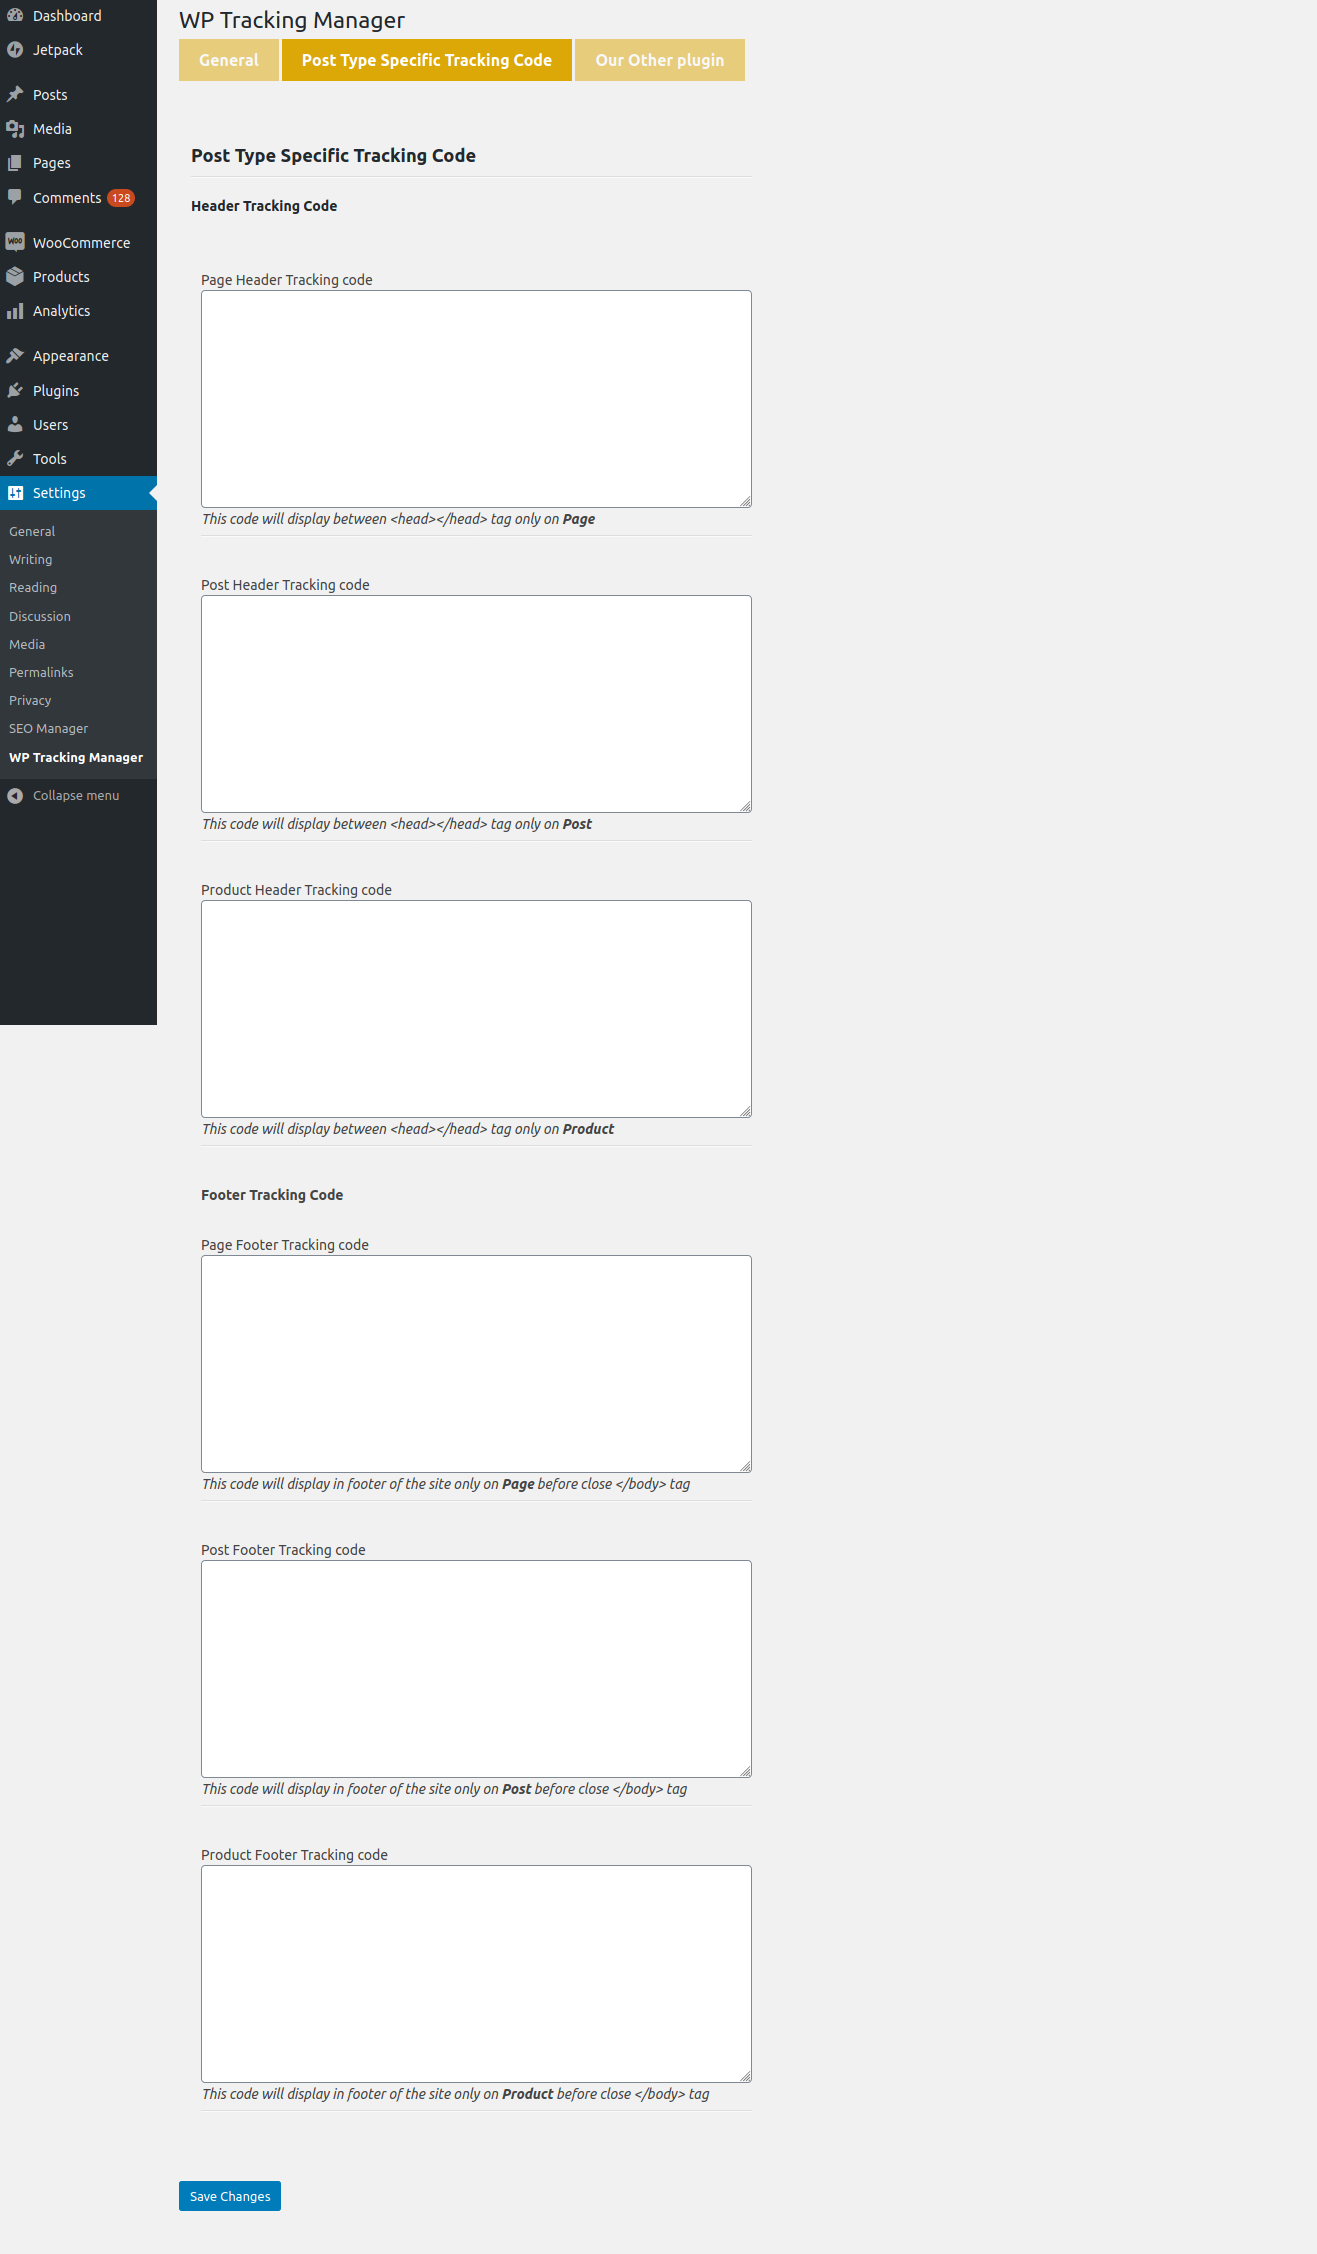 Dashboard
Jetpack
Posts
Media
Pages
Comments 128
WooCommerce
Products
Analytics
Appearance
Plugins
Users
Tools
Settings
General
Writing
Reading
Discussion
Media
Permalinks
Privacy
SEO Manager
WP Tracking Manager
Collapse menu
WP Tracking Manager
General Post Type Specific Tracking Code Our Other plugin
Post Type Specific Tracking Code
Header Tracking Code
Page Header Tracking code
This code will display between <head></head> tag only on Page
Post Header Tracking code
This code will display between <head></head> tag only on Post
Product Header Tracking code
This code will display between <head></head> tag only on Product
Footer Tracking Code
Page Footer Tracking code
This code will display in footer of the site only on Page before close </body> tag
Post Footer Tracking code
This code will display in footer of the site only on Post before close </body> tag
Product Footer Tracking code
This code will display in footer of the site only on Product before close </body> tag
Save Changes